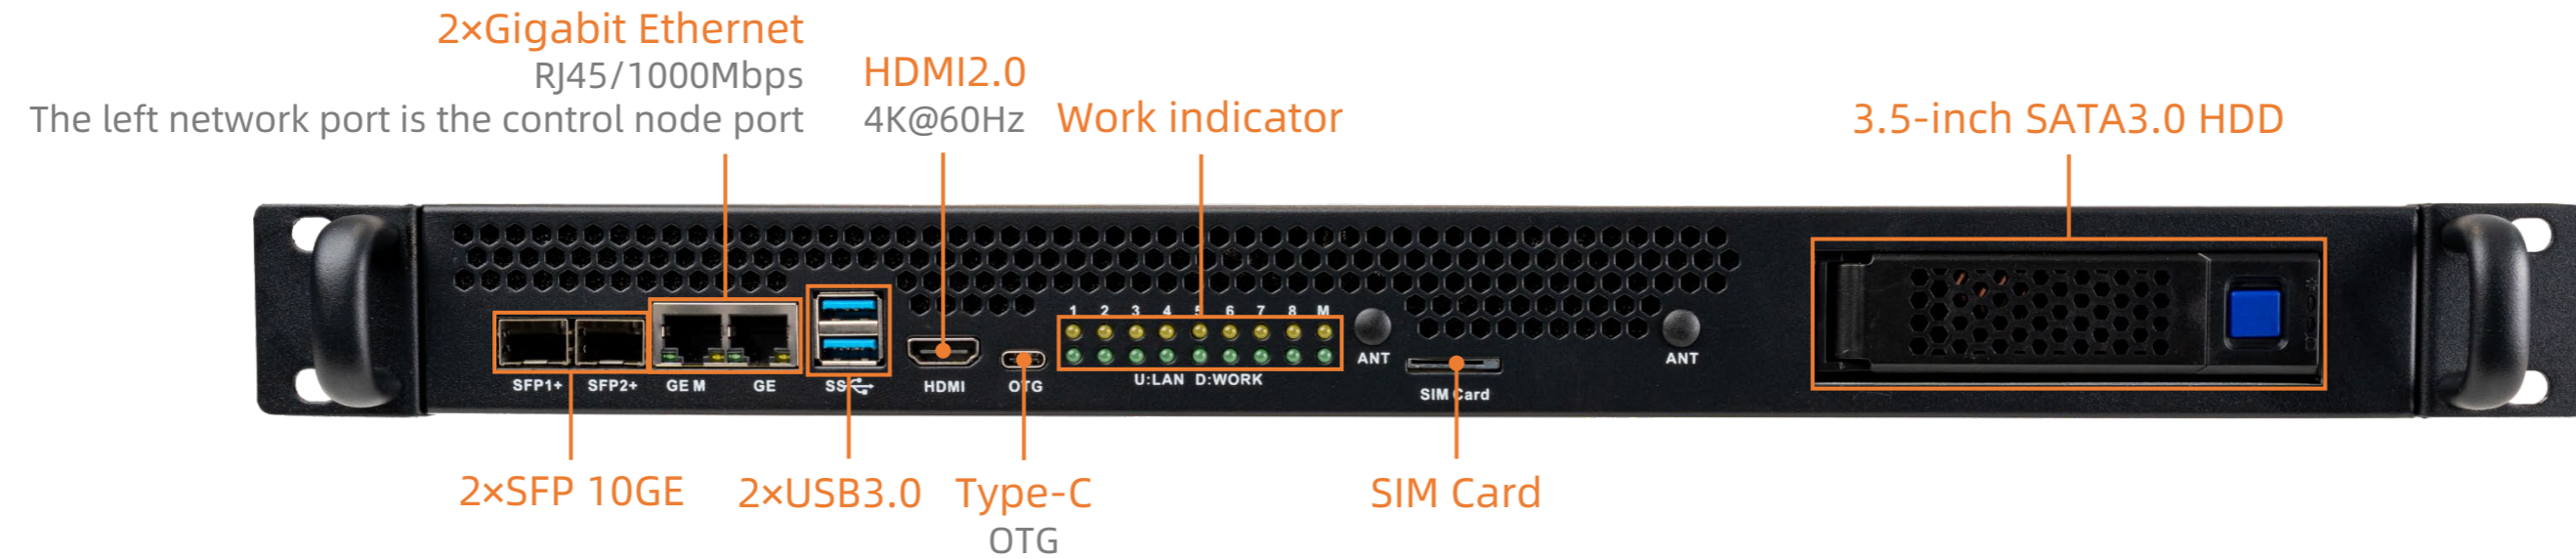 2×Gigabit Ethernet
RJ45/1000Mbps
The left network port is the control node port
HDMI2.0
4K@60Hz
Work indicator
3.5-inch SATA3.0 HDD
1 2 3 4 5 6 7 8 M
U:LAN D:WORK
SFP1+ SFP2+ GE M GE SS HDMI OTG
ANT
SIM Card
ANT
2×SFP 10GE
2×USB3.0
Type-C
OTG
SIM Card